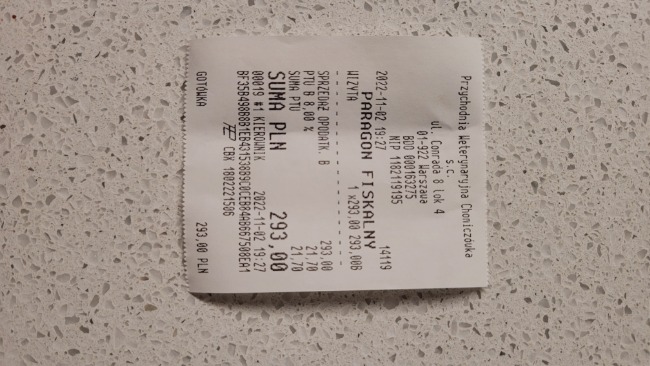 Przychodnia Weterynaryjna Chomiczówka
s.c.
ul. Conrada 8 lok 4
01-922 Warszawa
BDO 000163275
NIP 1182119195
2022-11-02 19:27 14119
PARAGON FISKALNY
WIZYTA 1 x293,00 293,00B
SPRZEDAŻ OPODATK. B 293,00
PTU B 8,00 % 21,70
SUMA PTU 21,70
SUMA PLN 293,00
00019 #1 KIEROWNIK 2022-11-02 19:27
CBK 1802221506
GOTÓWKA 293,00 PLN